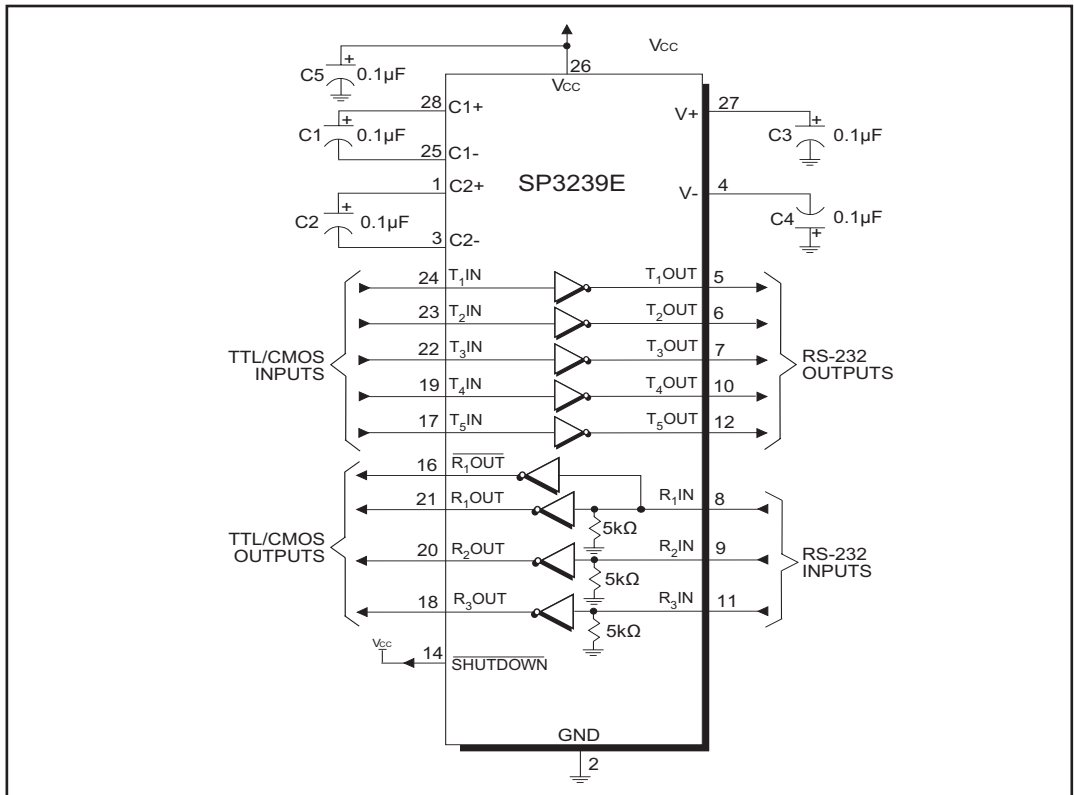 Vcc
26
Vcc
C5
+
0.1µF
28
C1+
C1
+
0.1µF
25
C1-
1
C2+
C2
+
0.1µF
3
C2-
SP3239E
V+
27
C3
+
0.1µF
V-
4
C4
0.1µF
+
TTL/CMOS
INPUTS
24 T₁IN T₁OUT 5
23 T₂IN T₂OUT 6
22 T₃IN T₃OUT 7
19 T₄IN T₄OUT 10
17 T₅IN T₅OUT 12
RS-232
OUTPUTS
TTL/CMOS
OUTPUTS
16 R₁OUT
21 R₁OUT R₁IN 8
5kΩ
20 R₂OUT R₂IN 9
5kΩ
18 R₃OUT R₃IN 11
5kΩ
RS-232
INPUTS
Vcc
14
SHUTDOWN
GND
2